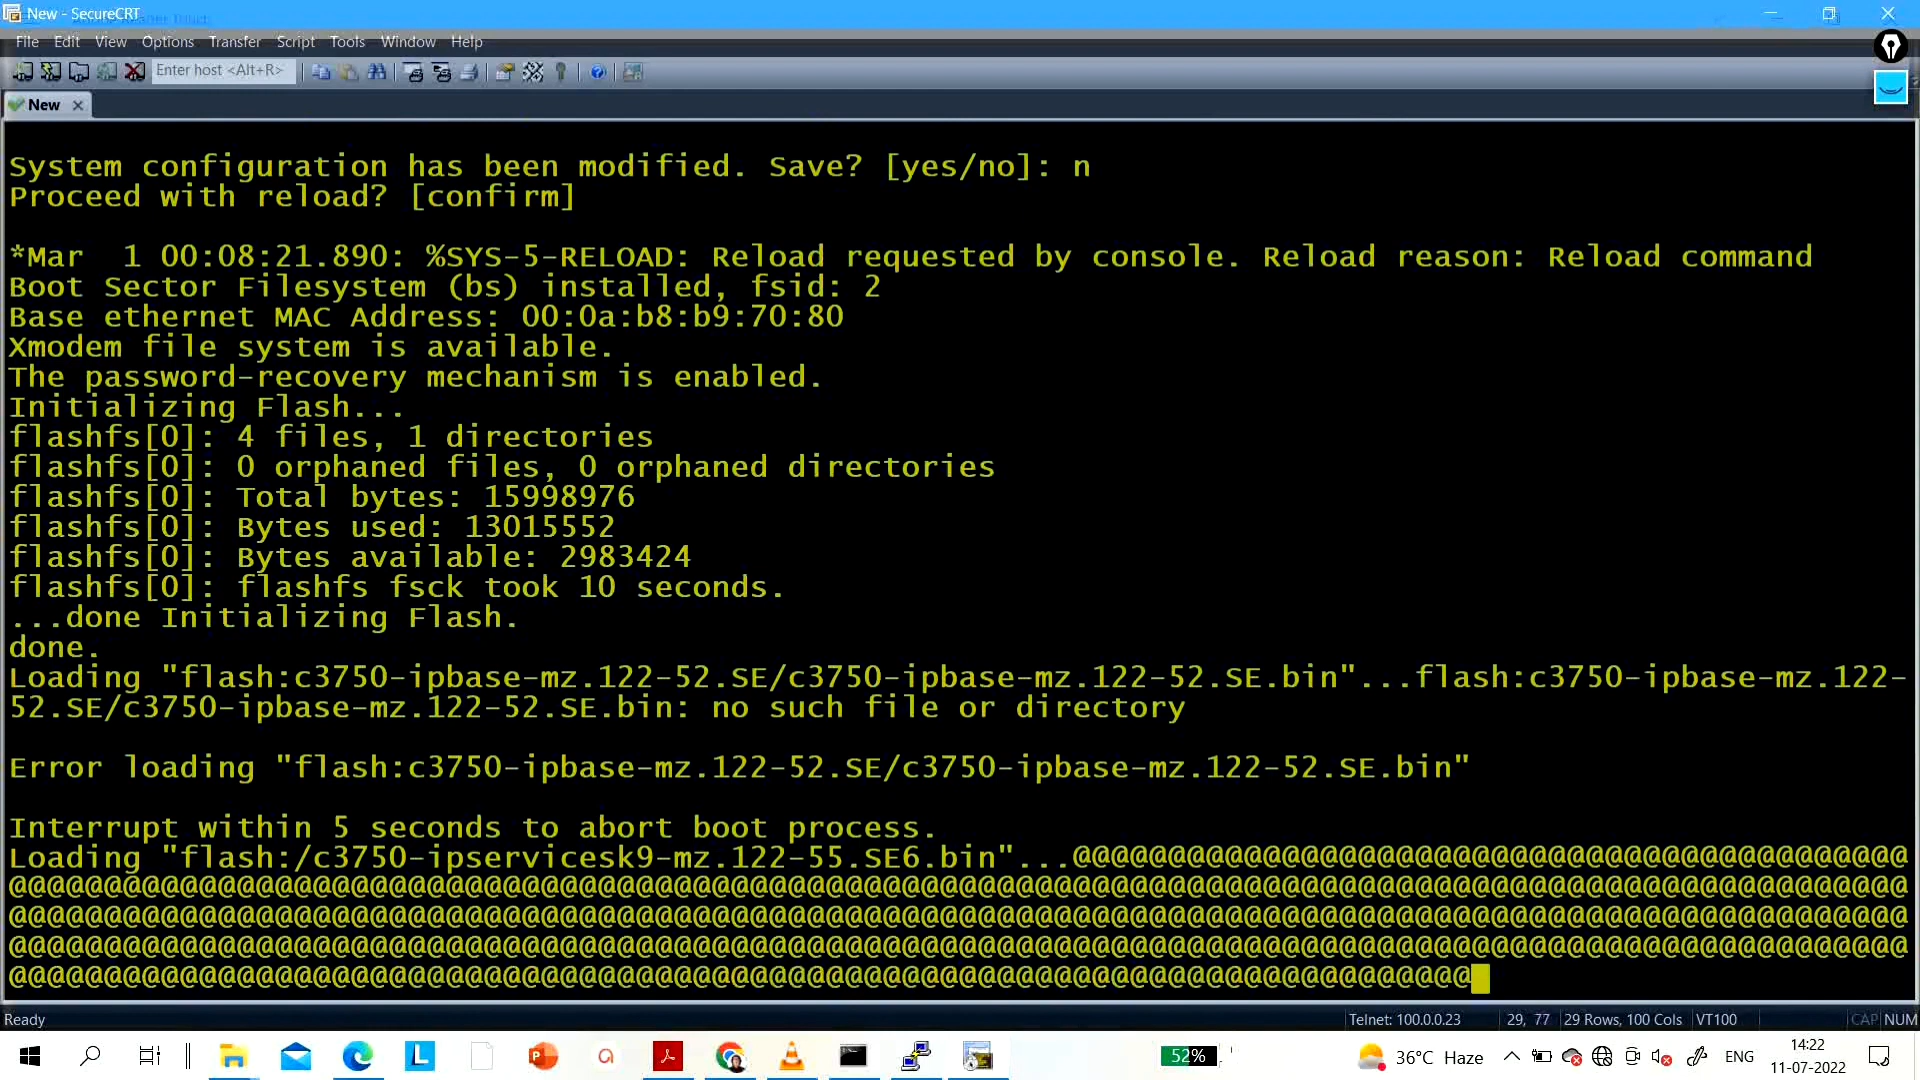 New - SecureCRT
File Edit View Options Transfer Script Tools Window Help
Enter host <Alt+R>
New
System configuration has been modified. Save? [yes/no]: n
Proceed with reload? [confirm]
*Mar  1 00:08:21.890: %SYS-5-RELOAD: Reload requested by console. Reload reason: Reload command
Boot Sector Filesystem (bs) installed, fsid: 2
Base ethernet MAC Address: 00:0a:b8:b9:70:80
Xmodem file system is available.
The password-recovery mechanism is enabled.
Initializing Flash...
flashfs[0]: 4 files, 1 directories
flashfs[0]: 0 orphaned files, 0 orphaned directories
flashfs[0]: Total bytes: 15998976
flashfs[0]: Bytes used: 13015552
flashfs[0]: Bytes available: 2983424
flashfs[0]: flashfs fsck took 10 seconds.
...done Initializing Flash.
done.
Loading "flash:c3750-ipbase-mz.122-52.SE/c3750-ipbase-mz.122-52.SE.bin"...flash:c3750-ipbase-mz.122-
52.SE/c3750-ipbase-mz.122-52.SE.bin: no such file or directory
Error loading "flash:c3750-ipbase-mz.122-52.SE/c3750-ipbase-mz.122-52.SE.bin"
Interrupt within 5 seconds to abort boot process.
Loading "flash:/c3750-ipservicesk9-mz.122-55.SE6.bin"...@@@@@@@@@@@@@@@@@@@@@@@@@@@@@@@@@@@@@@@@@@@@
@@@@@@@@@@@@@@@@@@@@@@@@@@@@@@@@@@@@@@@@@@@@@@@@@@@@@@@@@@@@@@@@@@@@@@@@@@@@@@@@@@@@@@@@@@@@@@@@@@@@
@@@@@@@@@@@@@@@@@@@@@@@@@@@@@@@@@@@@@@@@@@@@@@@@@@@@@@@@@@@@@@@@@@@@@@@@@@@@@@@@@@@@@@@@@@@@@@@@@@@@
@@@@@@@@@@@@@@@@@@@@@@@@@@@@@@@@@@@@@@@@@@@@@@@@@@@@@@@@@@@@@@@@@@@@@@@@@@@@@@@@@@@@@@@@@@@@@@@@@@@@
@@@@@@@@@@@@@@@@@@@@@@@@@@@@@@@@@@@@@@@@@@@@@@@@@@@@@@@@@@@@@@@@@@@@@@@@@@@@@
Ready Telnet: 100.0.0.23 29, 77 29 Rows, 100 Cols VT100 CAP NUM
L P 52% 36°C Haze ENG 14:22
11-07-2022